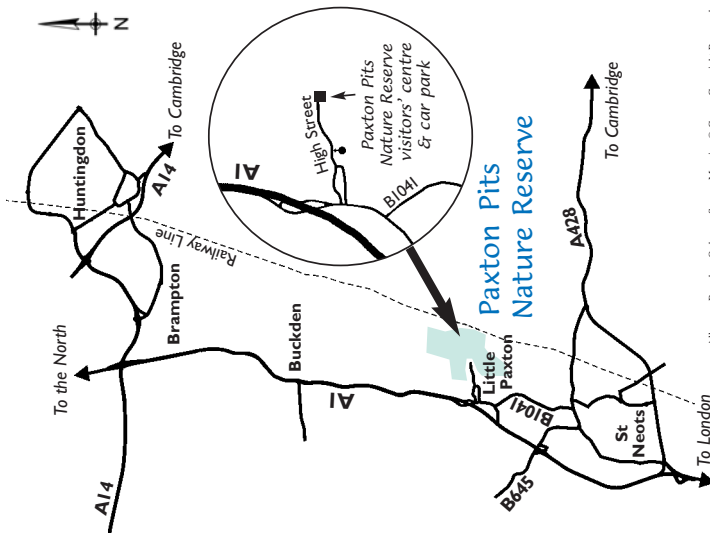 N
To Cambridge
Huntingdon
A14
Railway Line
Brampton
To the North
A14
Buckden
A1
A1
High Street
Paxton Pits
Nature Reserve
visitors' centre
& car park
B1041
Paxton Pits
Nature Reserve
Little
Paxton
B1041
A428
To Cambridge
St
Neots
B645
To London